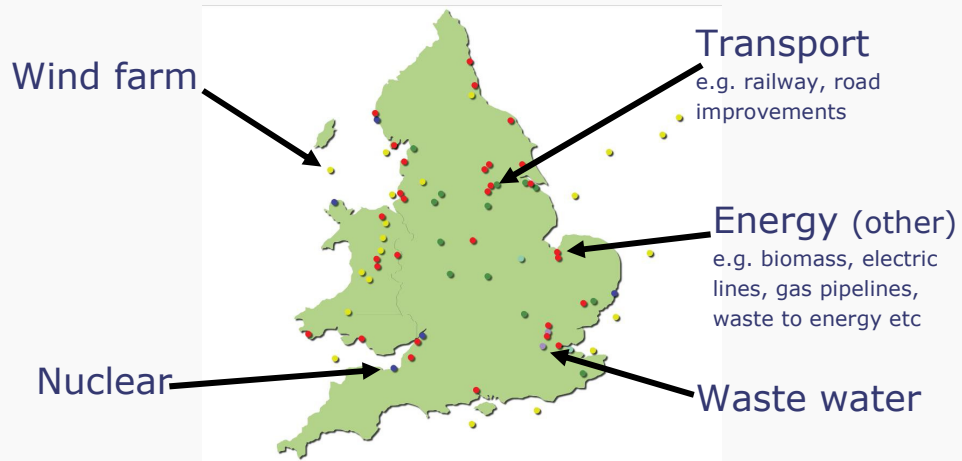 Wind farm
Transport
e.g. railway, road
improvements
Energy (other)
e.g. biomass, electric
lines, gas pipelines,
waste to energy etc
Nuclear
Waste water